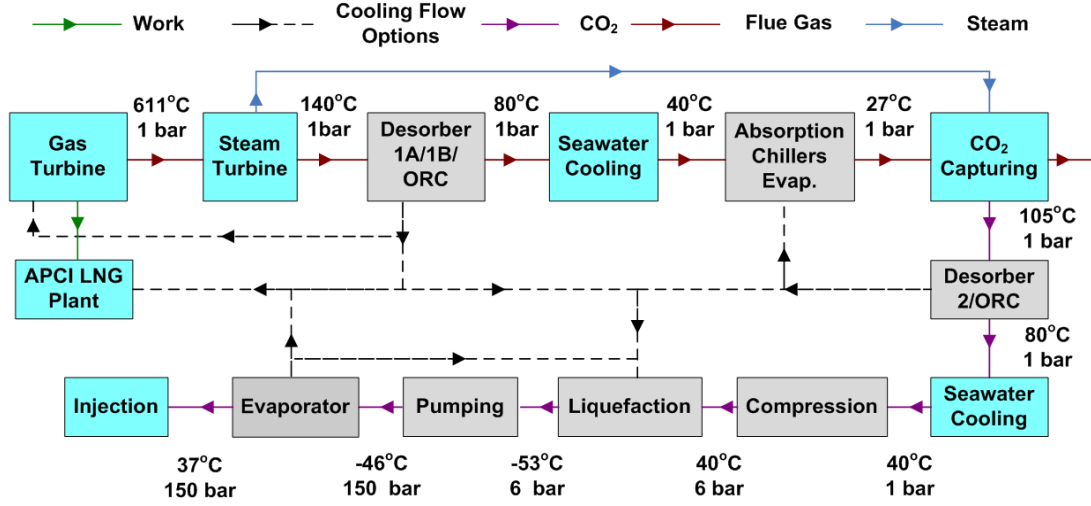 Work
Cooling Flow
Options
CO₂
Flue Gas
Steam
611°C
1 bar
140°C
1bar
80°C
1bar
40°C
1 bar
27°C
1 bar
Gas
Turbine
Steam
Turbine
Desorber
1A/1B/
ORC
Seawater
Cooling
Absorption
Chillers
Evap.
CO₂
Capturing
105°C
1 bar
APCI LNG
Plant
Desorber
2/ORC
80°C
1 bar
Injection
Evaporator
Pumping
Liquefaction
Compression
Seawater
Cooling
37°C
150 bar
-46°C
150 bar
-53°C
6 bar
40°C
6 bar
40°C
1 bar